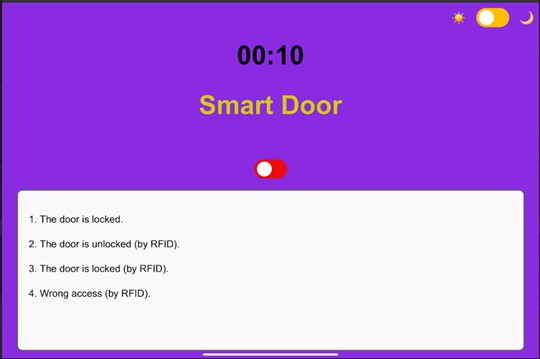 00:10
Smart Door
1. The door is locked.
2. The door is unlocked (by RFID).
3. The door is locked (by RFID).
4. Wrong access (by RFID).